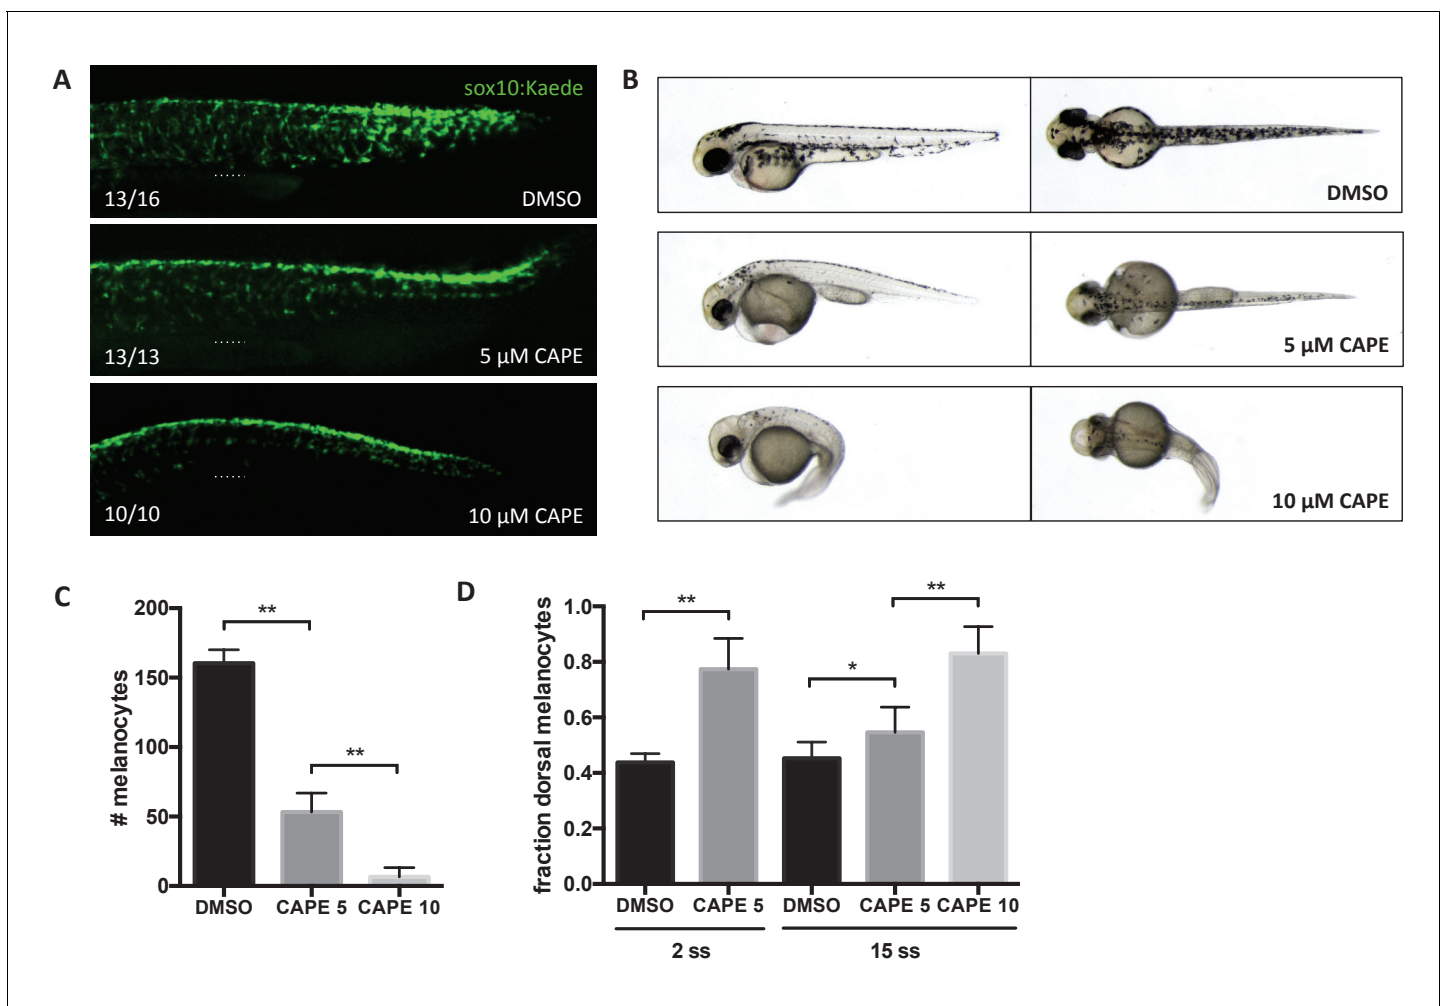 A
sox10:Kaede
13/16
DMSO
13/13
5 µM CAPE
10/10
10 µM CAPE
B
DMSO
5 µM CAPE
10 µM CAPE
C
# melanocytes
200
150
100
50
0
**
**
DMSO
CAPE 5
CAPE 10
D
fraction dorsal melanocytes
1.0
0.8
0.6
0.4
0.2
0.0
**
*
**
DMSO
CAPE 5
DMSO
CAPE 5
CAPE 10
2 ss
15 ss